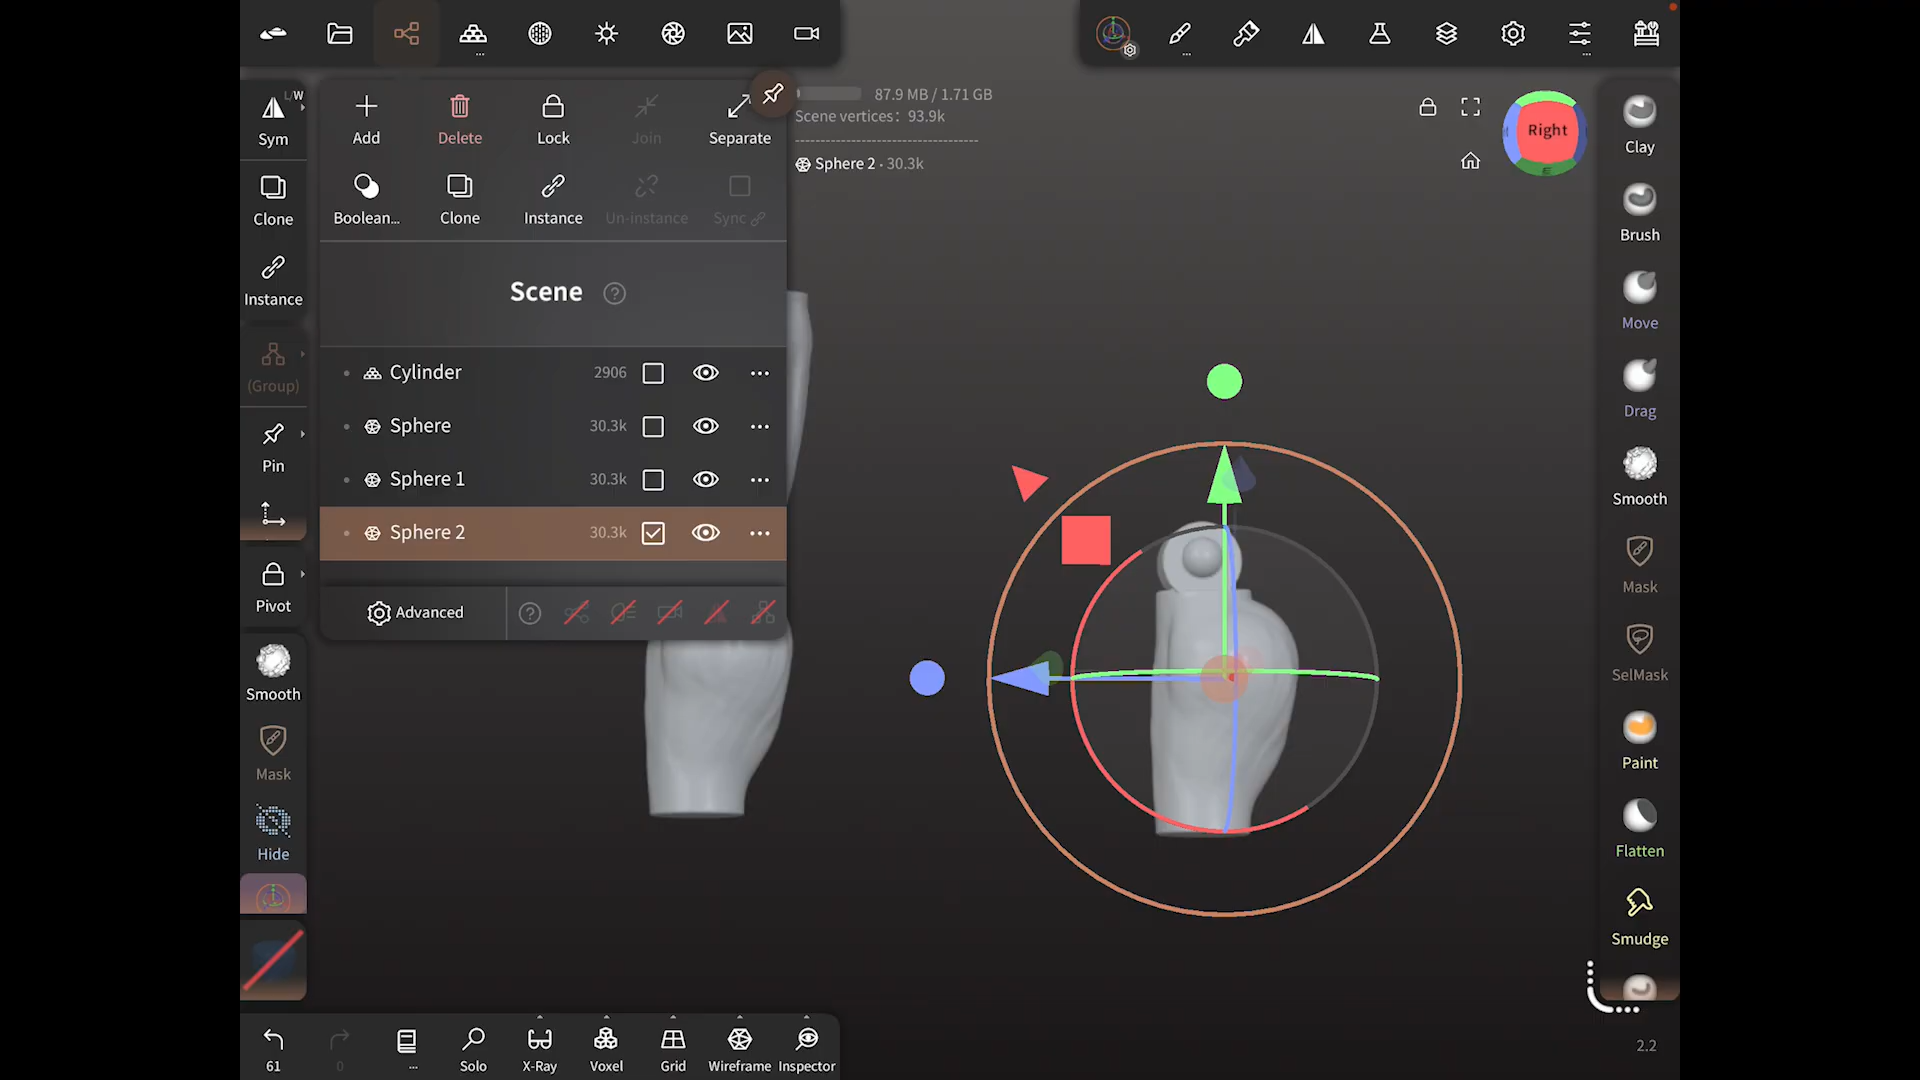 L/W
Sym
Clone
Instance
(Group)
Pin
Pivot
Smooth
Mask
Hide
Add
Delete
Lock
Join
Separate
Boolean...
Clone
Instance
Un-instance
Sync
Scene ?
Cylinder 2906
Sphere 30.3k
Sphere 1 30.3k
Sphere 2 30.3k
Advanced ?
87.9 MB / 1.71 GB
Scene vertices: 93.9k
Sphere 2 · 30.3k
Right
Clay
Brush
Move
Drag
Smooth
Mask
SelMask
Paint
Flatten
Smudge
61
0
...
Solo
X-Ray
Voxel
Grid
Wireframe
Inspector
2.2